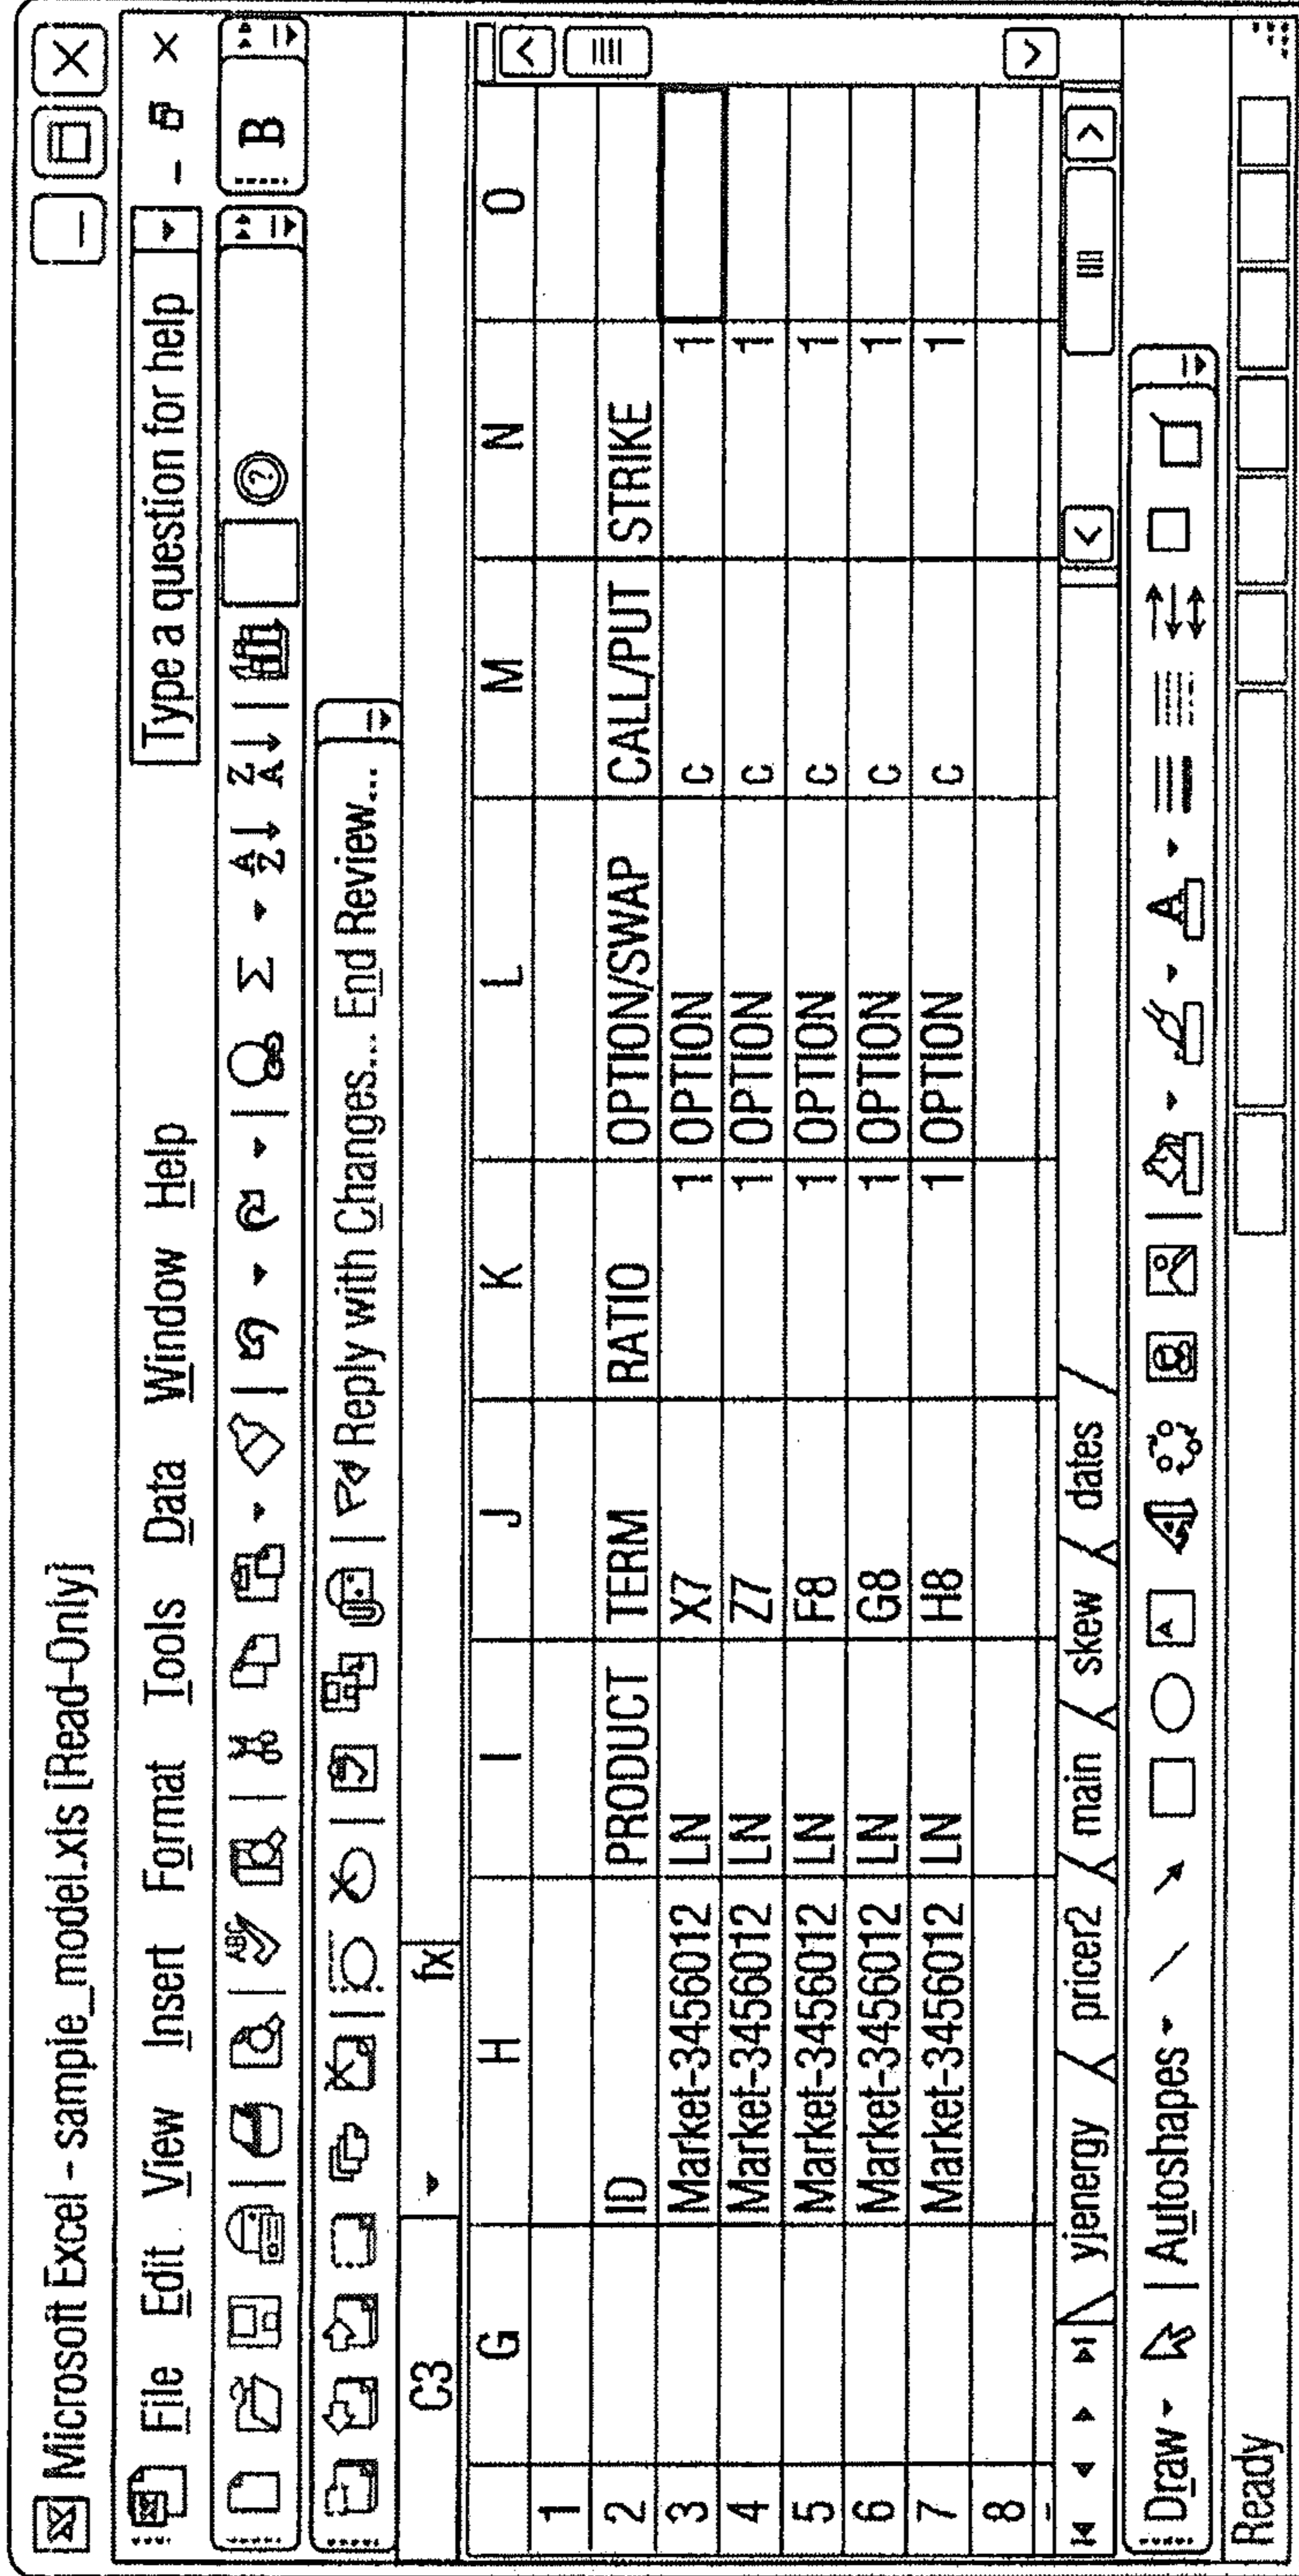 Microsoft Excel - sample_model.xls [Read-Only]
File Edit View Insert Format Tools Data Window Help Type a question for help
ABC Σ A Z Z A ? B
Reply with Changes... End Review...
C3 fx
G H I J K L M N O
1
2 ID PRODUCT TERM RATIO OPTION/SWAP CALL/PUT STRIKE
3 Market-3456012 LN X7 1 OPTION C 1
4 Market-3456012 LN Z7 1 OPTION C 1
5 Market-3456012 LN F8 1 OPTION C 1
6 Market-3456012 LN G8 1 OPTION C 1
7 Market-3456012 LN H8 1 OPTION C 1
8
yjenergy pricer2 main skew dates
Draw Autoshapes A A
Ready